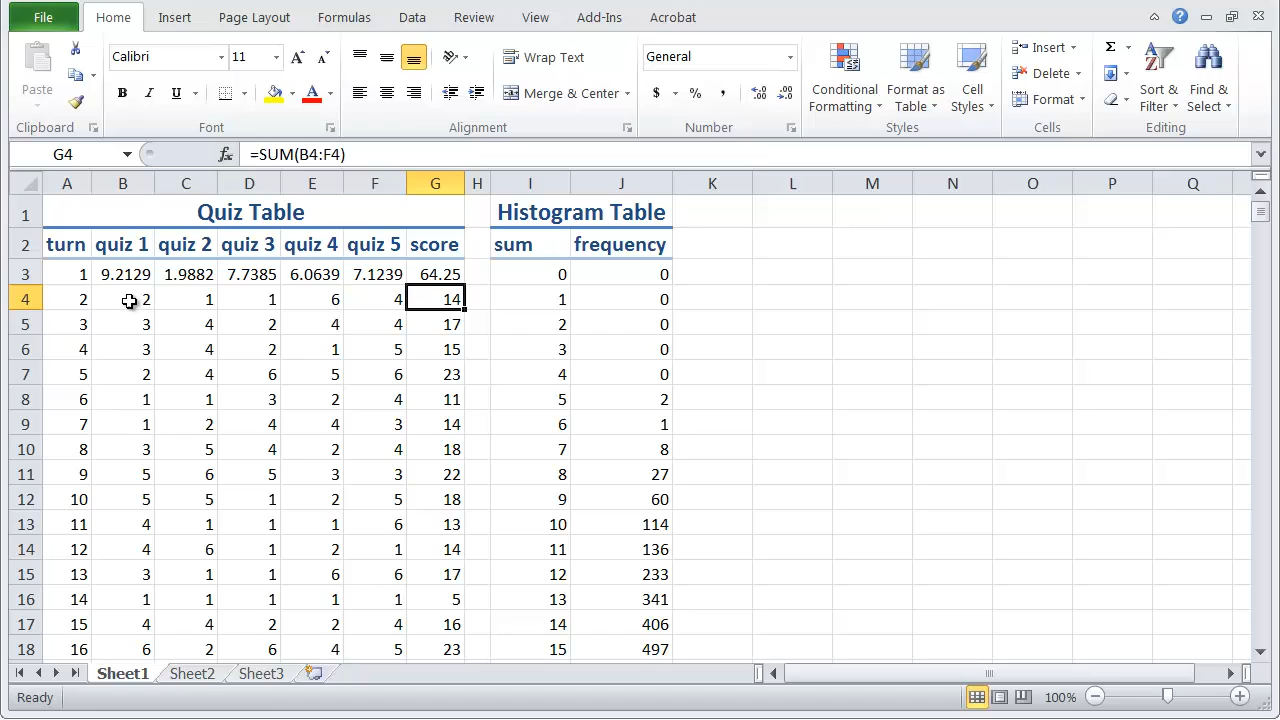 File Home Insert Page Layout Formulas Data Review View Add-Ins Acrobat
Paste Calibri 11 B I U A Wrap Text Merge & Center General $ % , Conditional Formatting Format as Table Cell Styles Insert Delete Format Σ Sort & Filter Find & Select
Clipboard Font Alignment Number Styles Cells Editing
G4 fx =SUM(B4:F4)
A B C D E F G H I J K L M N O P Q
1 Quiz Table Histogram Table
2 turn quiz 1 quiz 2 quiz 3 quiz 4 quiz 5 score sum frequency
3 1 9.2129 1.9882 7.7385 6.0639 7.1239 64.25 0 0
4 2 2 1 1 6 4 14 1 0
5 3 3 4 2 4 4 17 2 0
6 4 3 4 2 1 5 15 3 0
7 5 2 4 6 5 6 23 4 0
8 6 1 1 3 2 4 11 5 2
9 7 1 2 4 4 3 14 6 1
10 8 3 5 4 2 4 18 7 8
11 9 5 6 5 3 3 22 8 27
12 10 5 5 1 2 5 18 9 60
13 11 4 1 1 1 6 13 10 114
14 12 4 6 1 2 1 14 11 136
15 13 3 1 1 6 6 17 12 233
16 14 1 1 1 1 1 5 13 341
17 15 4 4 2 2 4 16 14 406
18 16 6 2 6 4 5 23 15 497
Sheet1 Sheet2 Sheet3
Ready 100%